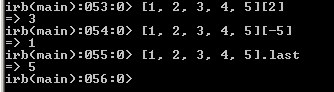 irb(main):053:0> [1, 2, 3, 4, 5][2]
=> 3
irb(main):054:0> [1, 2, 3, 4, 5][-5]
=> 1
irb(main):055:0> [1, 2, 3, 4, 5].last
=> 5
irb(main):056:0>